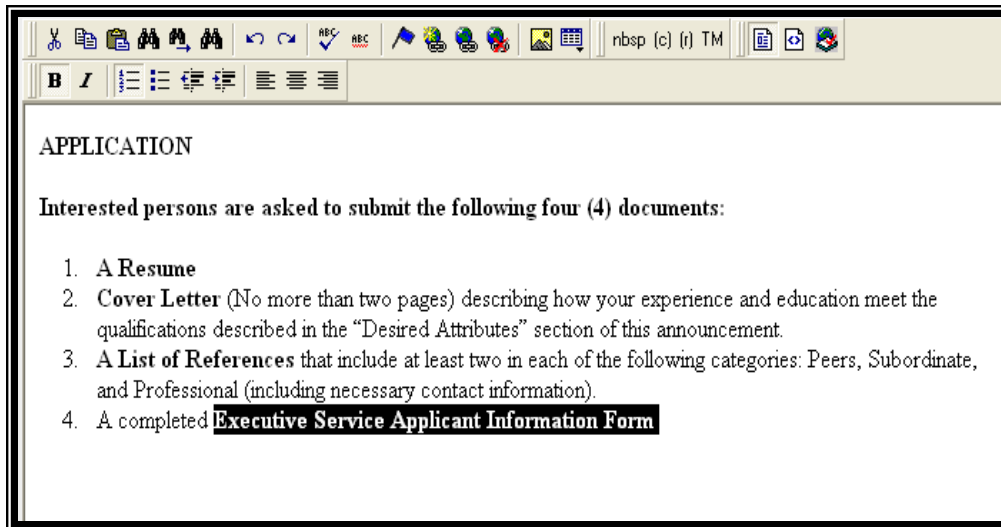 ABC ABC nbsp (c) (r) TM
B I
APPLICATION
Interested persons are asked to submit the following four (4) documents:
1. A Resume
2. Cover Letter (No more than two pages) describing how your experience and education meet the
qualifications described in the “Desired Attributes” section of this announcement.
3. A List of References that include at least two in each of the following categories: Peers, Subordinate,
and Professional (including necessary contact information).
4. A completed Executive Service Applicant Information Form